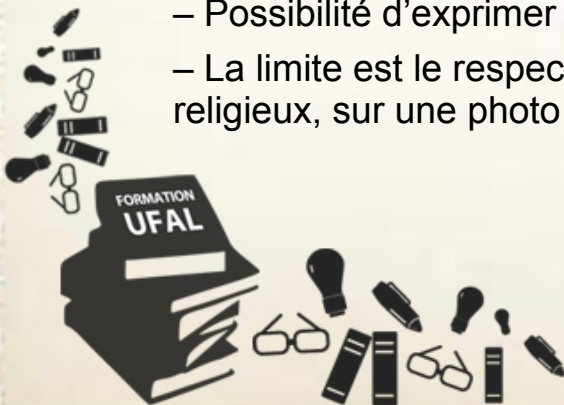 – Possibilité d’exprimer
– La limite est le respec
religieux, sur une photo
FORMATION
UFAL